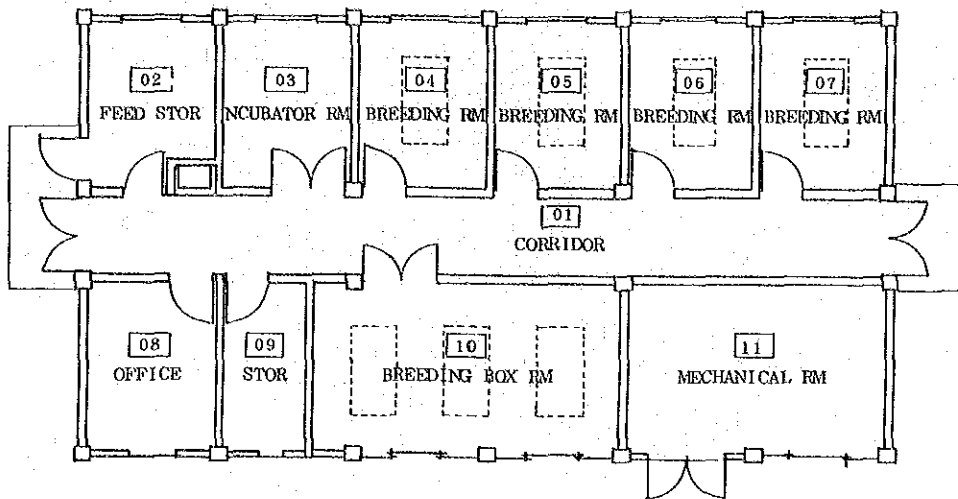 02 03 04 05 06 07
FEED STOR NCUBATOR RM BREEDING RM BREEDING RM BREEDING RM BREEDING RM
01
CORRIDOR
08 09 10 11
OFFICE STOR BREEDING BOX RM MECHANICAL RM